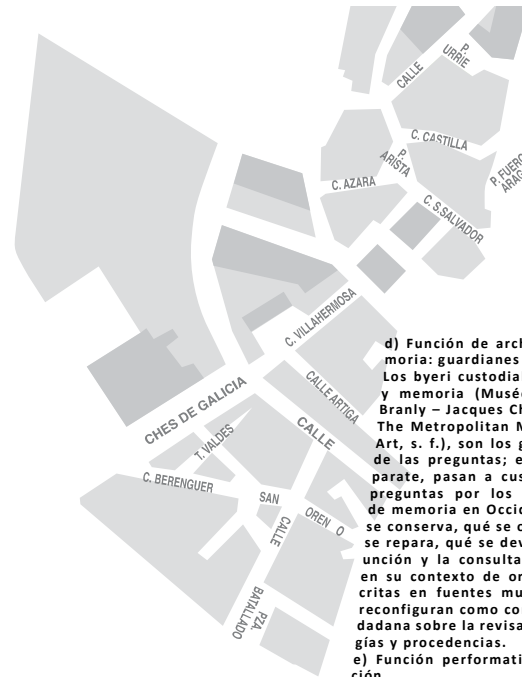 CALLE
P. URRIE
C. CASTILLA
P. ARISTA
P. FUERO ARAG
C. AZARA
C. S.SALVADOR
C. VILLAHERMOSA
CHES DE GALICIA
CALLE ARTIGA
T. VALDES
CALLE
C. BERENGUER
SAN
OREN O
CALLE
PZA. BATALLADO
d) Función de arch
moria: guardianes
Los byeri custodia
y memoria (Musé
Branly – Jacques Ch
The Metropolitan M
Art, s. f.), son los g
de las preguntas; e
parate, pasan a cus
preguntas por los
de memoria en Occid
se conserva, qué se o
se repara, qué se dev
unción y la consulta
en su contexto de or
critas en fuentes mu
reconfiguran como co
dadana sobre la revisa
gías y procedencias.
e) Función performati
ción